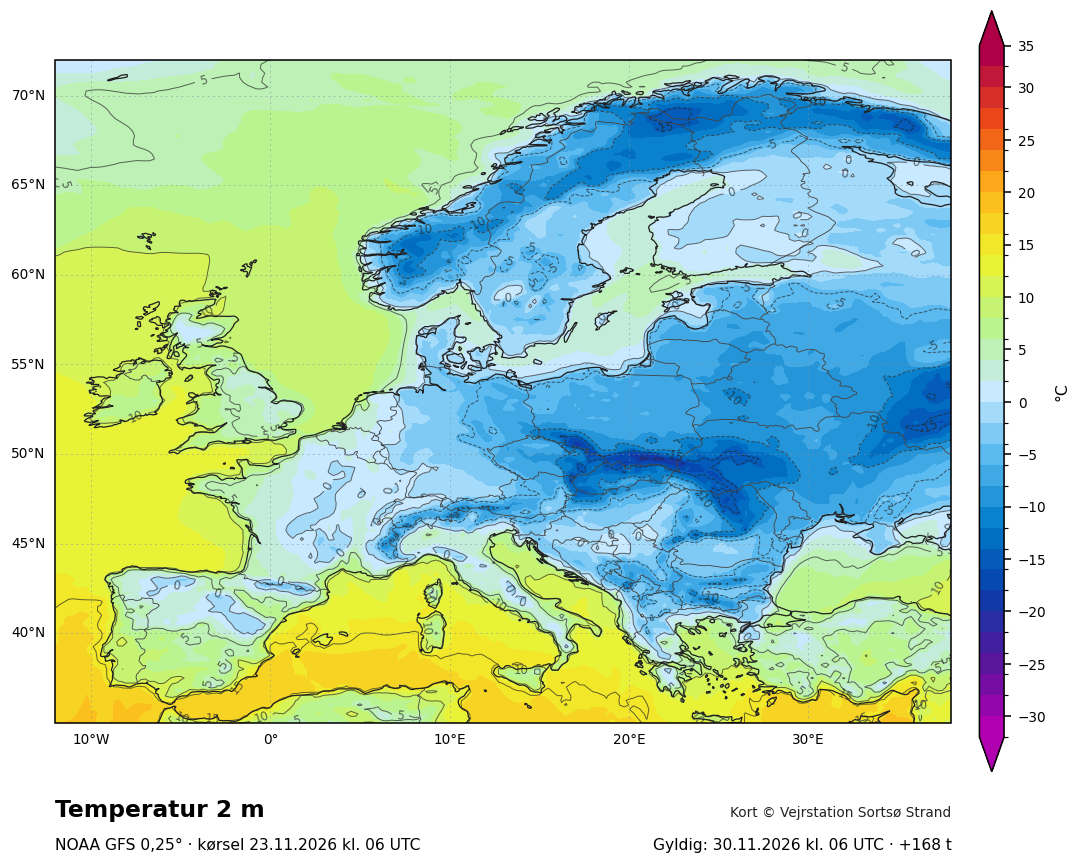 70°N
65°N
60°N
55°N
50°N
45°N
40°N
10°W
0°
10°E
20°E
30°E
35
30
25
20
15
10
5
0
−5
−10
−15
−20
−25
−30
°C
Temperatur 2 m
Kort © Vejrstation Sortsø Strand
NOAA GFS 0,25° · kørsel 23.11.2026 kl. 06 UTC
Gyldig: 30.11.2026 kl. 06 UTC · +168 t